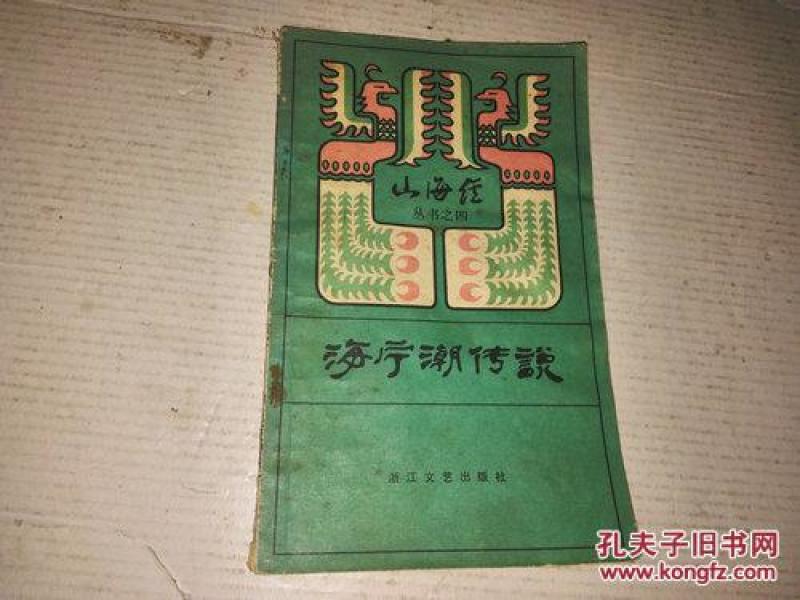 山海经
丛书之四
海宁潮传说
浙江文艺出版社
孔夫子旧书网
www.kongfz.com